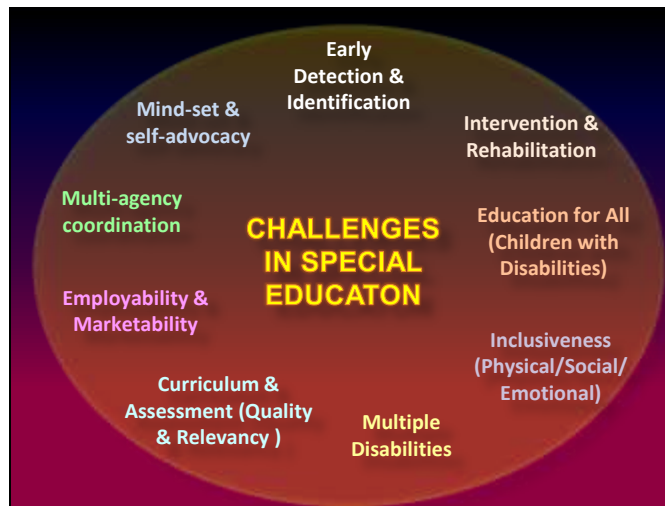 Early
Detection &
Identification
Mind-set &
self-advocacy
Intervention &
Rehabilitation
Multi-agency
coordination
Education for All
(Children with
Disabilities)
CHALLENGES
IN SPECIAL
EDUCATON
Employability &
Marketability
Inclusiveness
(Physical/Social/
Emotional)
Curriculum &
Assessment (Quality
& Relevancy )
Multiple
Disabilities